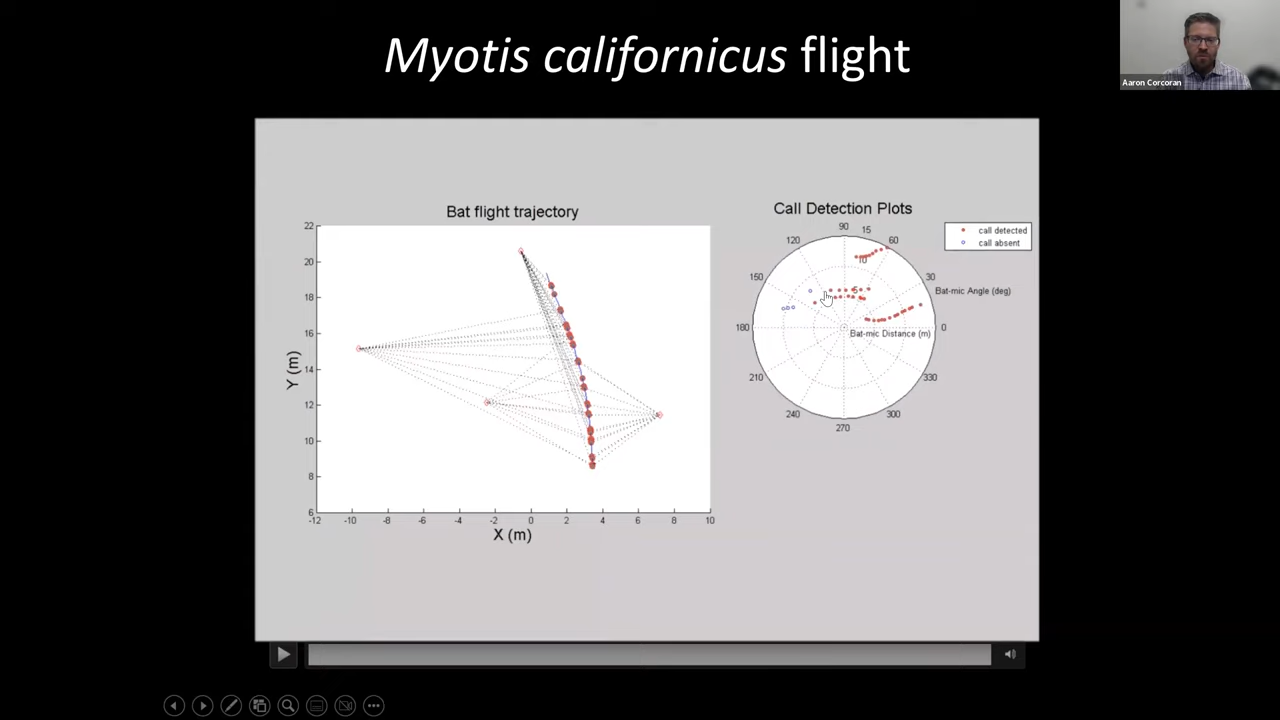 Myotis californicus flight
Aaron Corcoran
Bat flight trajectory
22
20
18
16
14
12
10
8
6
Y (m)
-12 -10 -8 -6 -4 -2 0 2 4 6 8 10
X (m)
Call Detection Plots
call detected
call absent
90 15
120 60
10
150 30
5
Bat-mic Angle (deg)
180 0
Bat-mic Distance (m)
210 330
240 300
270